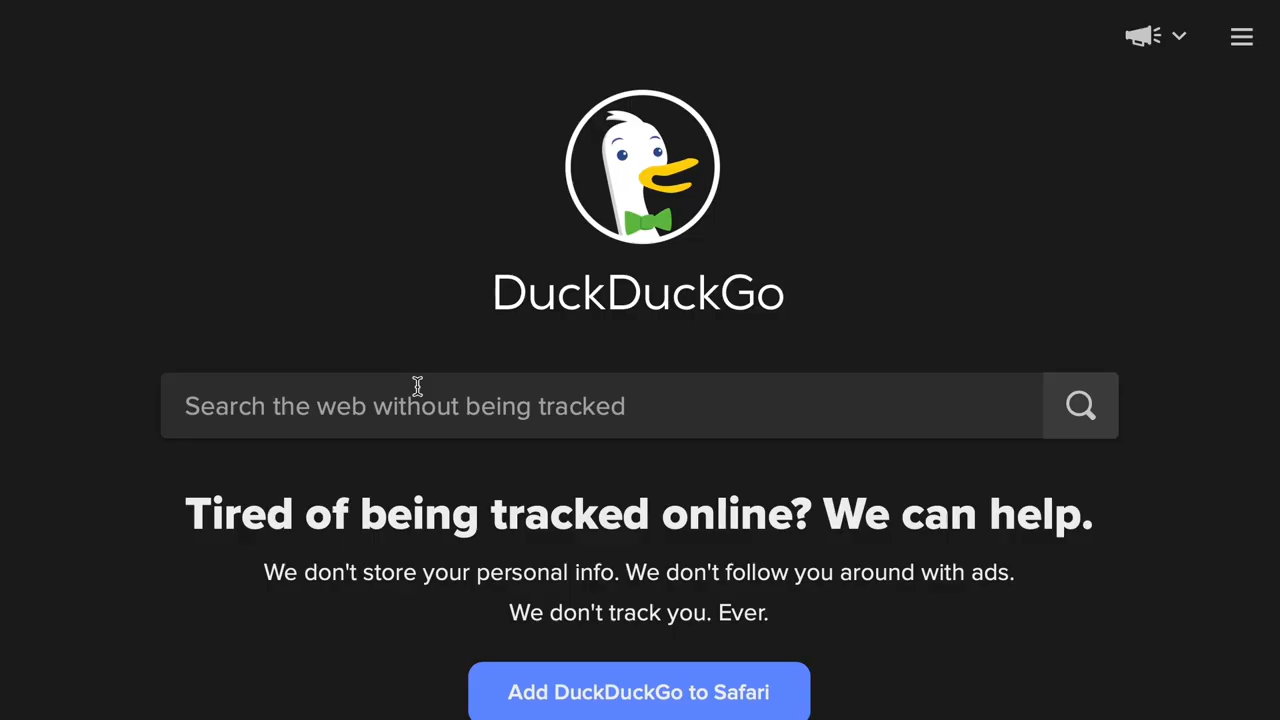 DuckDuckGo
Search the web without being tracked
Tired of being tracked online? We can help.
We don't store your personal info. We don't follow you around with ads.
We don't track you. Ever.
Add DuckDuckGo to Safari